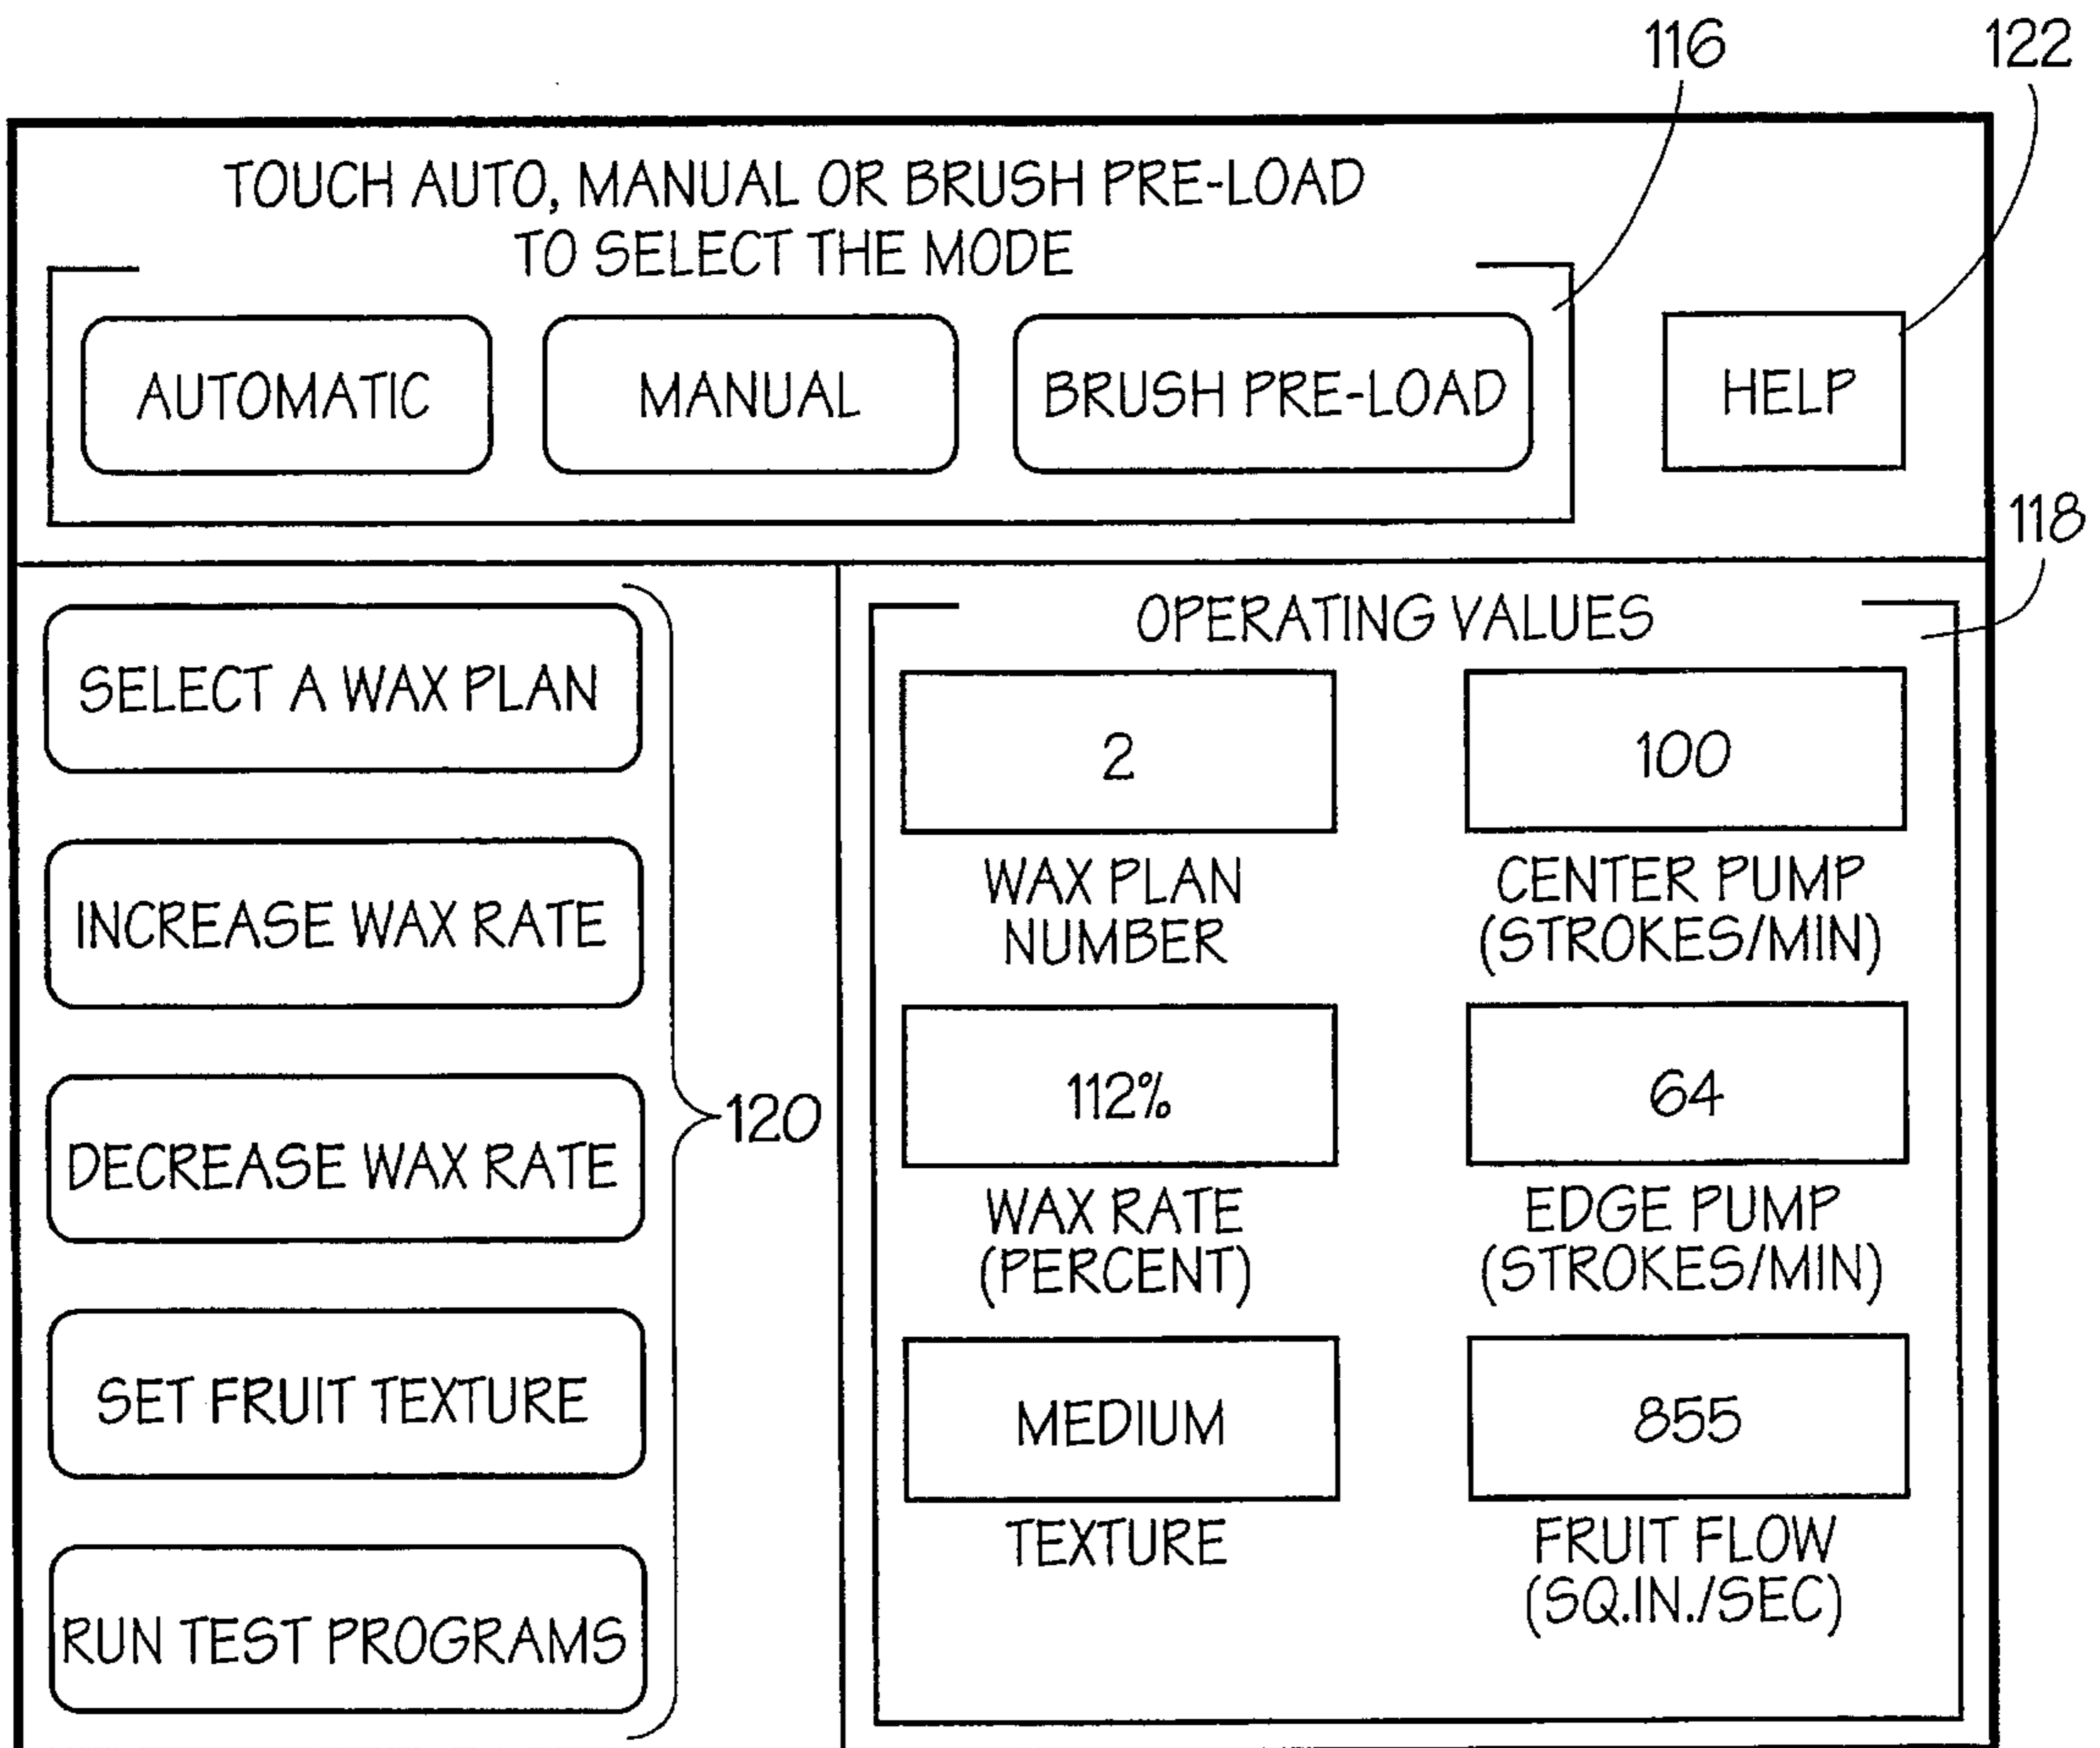 116
122
TOUCH AUTO, MANUAL OR BRUSH PRE-LOAD
TO SELECT THE MODE
AUTOMATIC
MANUAL
BRUSH PRE-LOAD
HELP
118
SELECT A WAX PLAN
INCREASE WAX RATE
DECREASE WAX RATE
SET FRUIT TEXTURE
RUN TEST PROGRAMS
120
OPERATING VALUES
2
WAX PLAN
NUMBER
100
CENTER PUMP
(STROKES/MIN)
112%
WAX RATE
(PERCENT)
64
EDGE PUMP
(STROKES/MIN)
MEDIUM
TEXTURE
855
FRUIT FLOW
(SQ.IN./SEC)